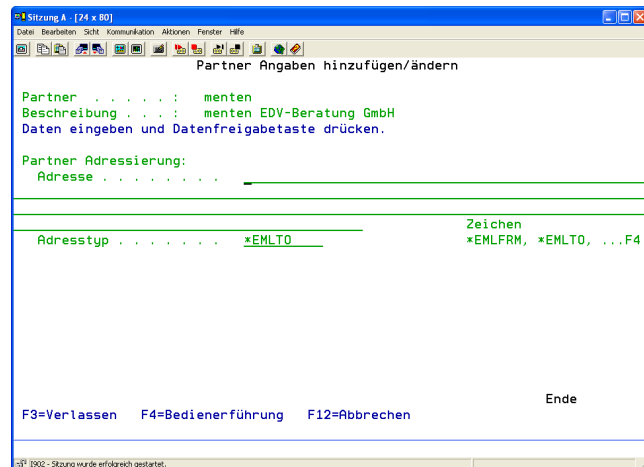 Sitzung A - [24 x 80]
Datei Bearbeiten Sicht Kommunikation Aktionen Fenster Hilfe
Partner Angaben hinzufügen/ändern
Partner . . . . . : menten
Beschreibung . . . : menten EDV-Beratung GmbH
Daten eingeben und Datenfreigabetaste drücken.
Partner Adressierung:
Adresse . . . . . . . .
Zeichen
Adresstyp . . . . . . . *EMLTO *EMLFRM, *EMLTO, ...F4
Ende
F3=Verlassen F4=Bedienerführung F12=Abbrechen
I902 - Sitzung wurde erfolgreich gestartet.